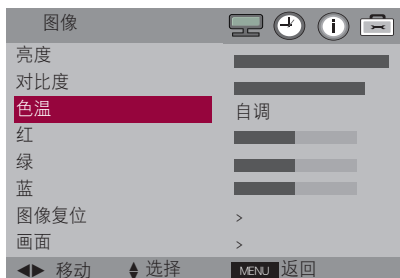 图像
亮度
对比度
色温 自调
红
绿
蓝
图像复位 >
画面 >
移动 选择 MENU 返回